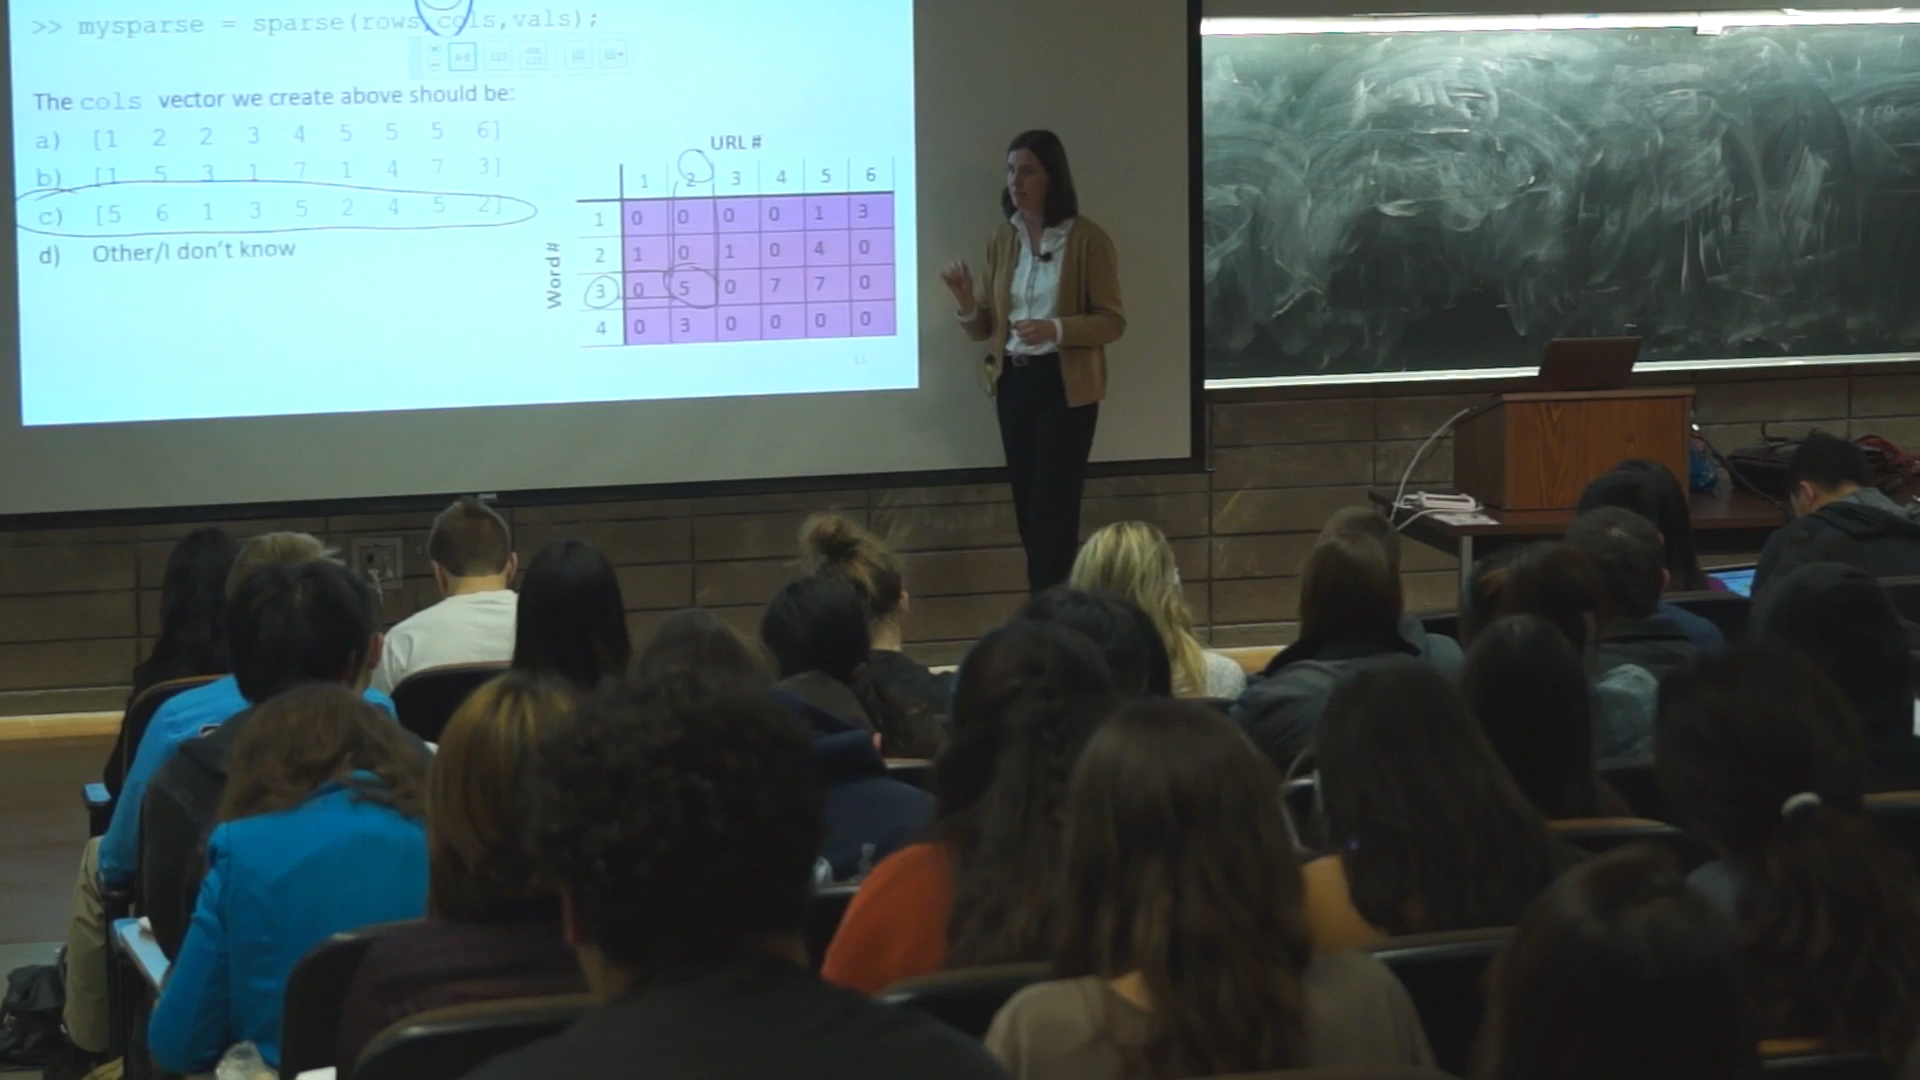 >> mysparse = sparse(rows,cols,vals);
The cols vector we create above should be:
a) [1 2 2 3 4 5 5 5 6]
b) [1 5 3 1 7 1 4 7 3]
c) [5 6 1 3 5 2 4 5 2]
d) Other/I don't know
URL #
1 2 3 4 5 6
Word #
1 0 0 0 0 1 3
2 1 0 1 0 4 0
3 0 5 0 7 7 0
4 0 3 0 0 0 0